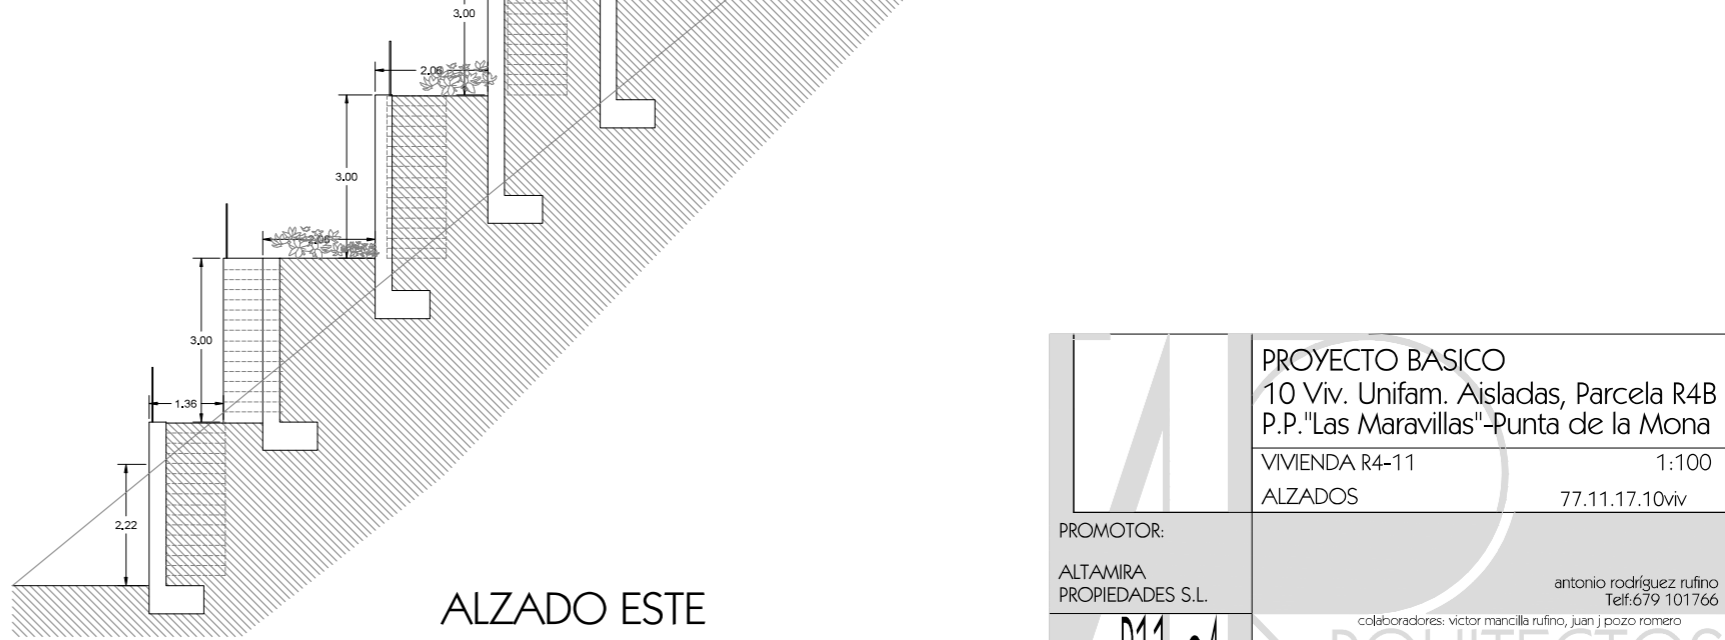 3.00
2.06
3.00
2.06
3.00
1.36
2.22
ALZADO ESTE
PROYECTO BASICO
10 Viv. Unifam. Aisladas, Parcela R4B
P.P."Las Maravillas"-Punta de la Mona
VIVIENDA R4-11 1:100
ALZADOS 77.11.17.10viv
PROMOTOR:
ALTAMIRA
PROPIEDADES S.L.
antonio rodríguez rufino
Telf:679 101766
colaboradores: victor mancilla rufino, juan j pozo romero